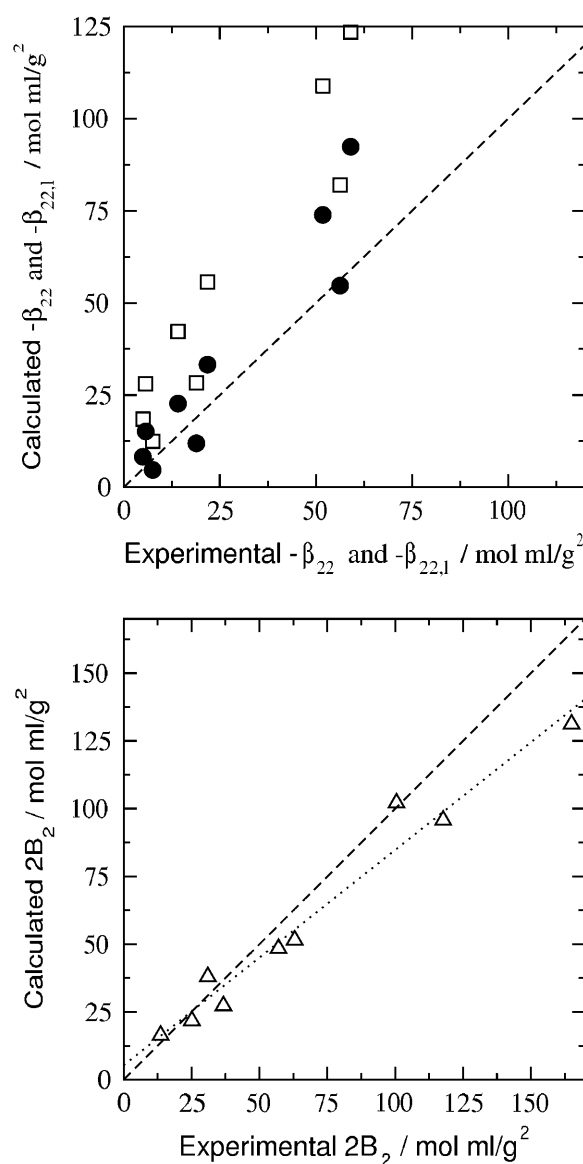 125
100
75
50
25
0
Calculated -β₂₂ and -β₂₂,₁ / mol ml/g²
0 25 50 75 100
Experimental -β₂₂ and -β₂₂,₁ / mol ml/g²
150
125
100
75
50
25
0
Calculated 2B₂ / mol ml/g²
0 25 50 75 100 125 150
Experimental 2B₂ / mol ml/g²